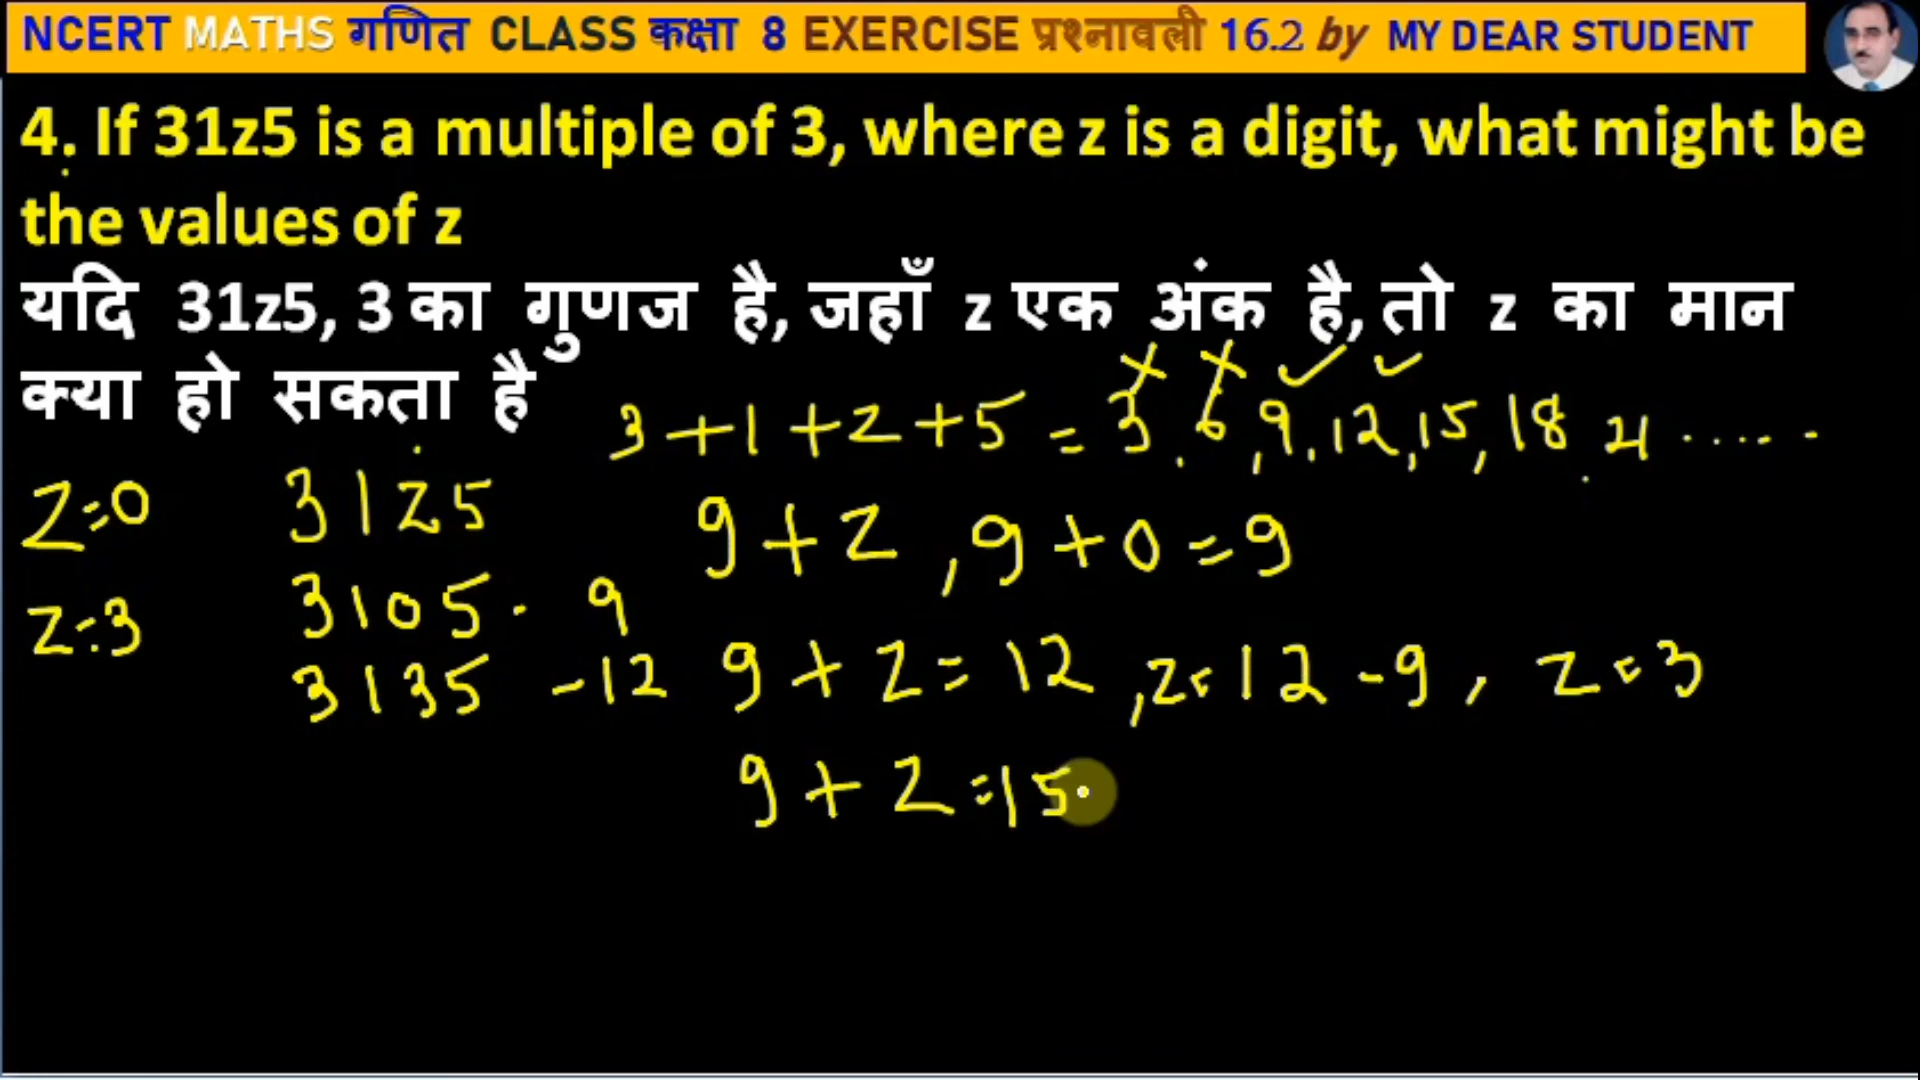 NCERT MATHS गणित CLASS कक्षा 8 EXERCISE प्रश्नावली 16.2 by MY DEAR STUDENT
4. If 31z5 is a multiple of 3, where z is a digit, what might be
the values of z
यदि 31z5, 3 का गुणज है, जहाँ z एक अंक है, तो z का मान
क्या हो सकता है
3+1+z+5 = 3, 6, 9, 12, 15, 18, 21 ......
z=0 31z5 9+z, 9+0=9
z=3 3105 - 9
3135 - 12 9+z=12, z=12-9, z=3
9+z=15